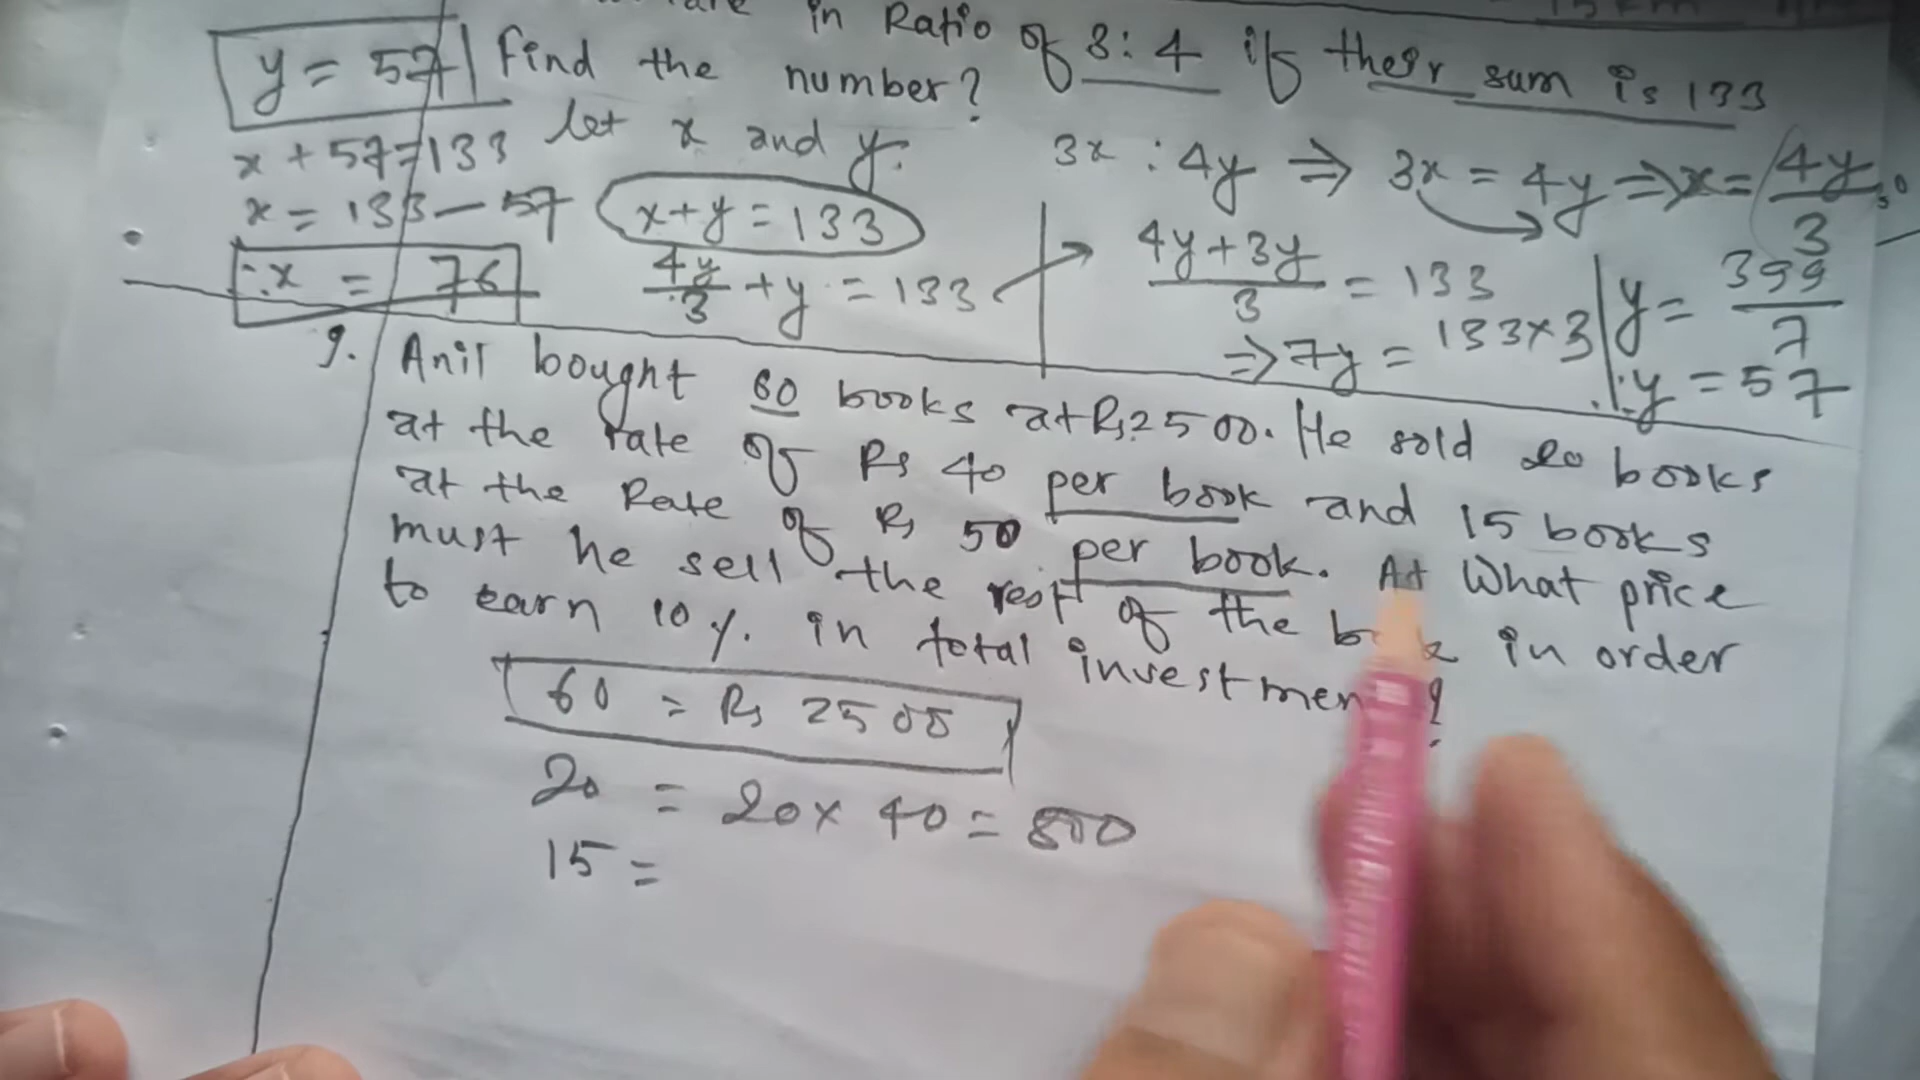 in Ratio of 3:4 if their sum is 133
y = 57 Find the number?
x + 57 = 133 let x and y.
3x : 4y ⇒ 3x = 4y ⇒ x = 4y/3
x = 133 - 57
x + y = 133
∴ x = 76
4y/3 + y = 133
4y + 3y/3 = 133
⇒ 7y = 133 x 3
y = 399/7
∴ y = 57
9. Anil bought 60 books at Rs 2500. He sold 20 books
at the rate of Rs 40 per book and 15 books
at the Rate of Rs 50 per book. At What price
must he sell the rest of the in order
to earn 10%. in total investmen ?
60 = Rs 2500
20 = 20 x 40 = 800
15 =